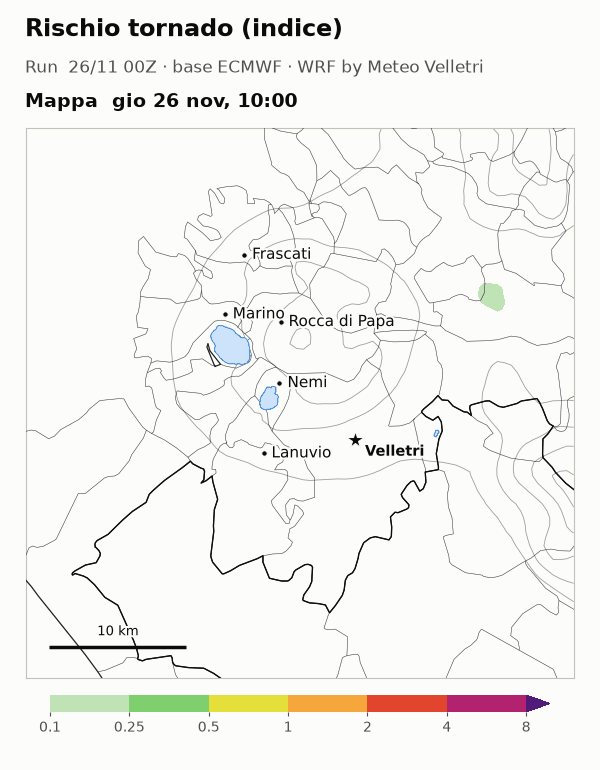 Rischio tornado (indice)
Run  26/11 00Z · base ECMWF · WRF by Meteo Velletri
Mappa  gio 26 nov, 10:00
Frascati
Marino
Rocca di Papa
Nemi
Velletri
Lanuvio
10 km
0.1 0.25 0.5 1 2 4 8